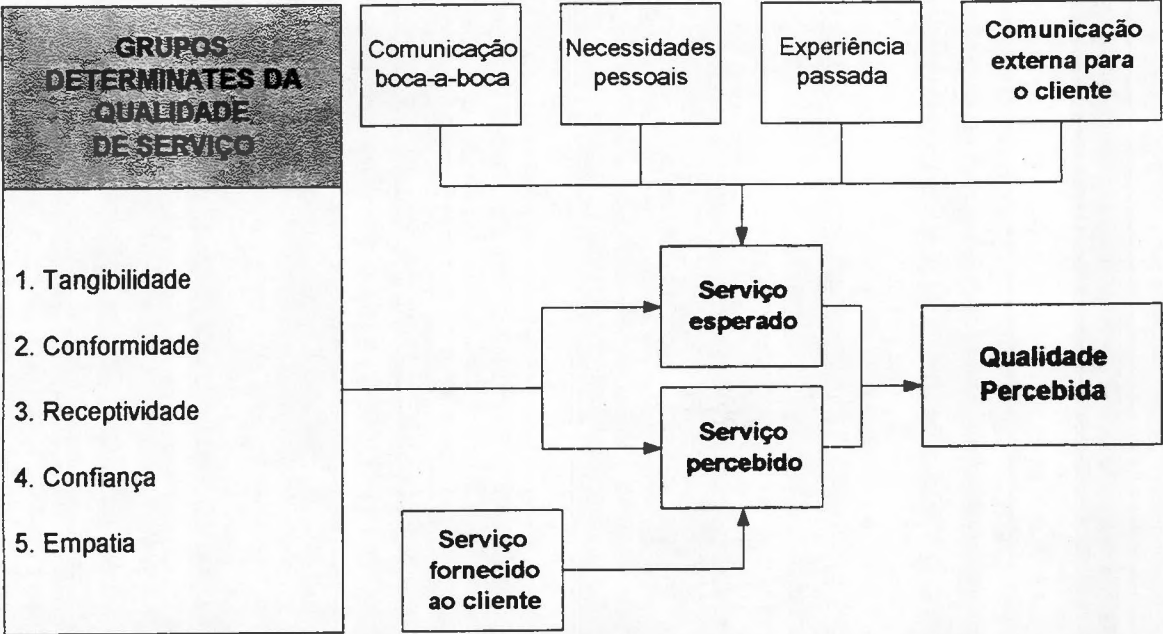 GRUPOS
DETERMINATES DA
QUALIDADE
DE SERVIÇO
1. Tangibilidade
2. Conformidade
3. Receptividade
4. Confiança
5. Empatia
Comunicação
boca-a-boca
Necessidades
pessoais
Experiência
passada
Comunicação
externa para
o cliente
Serviço
esperado
Serviço
percebido
Qualidade
Percebida
Serviço
fornecido
ao cliente